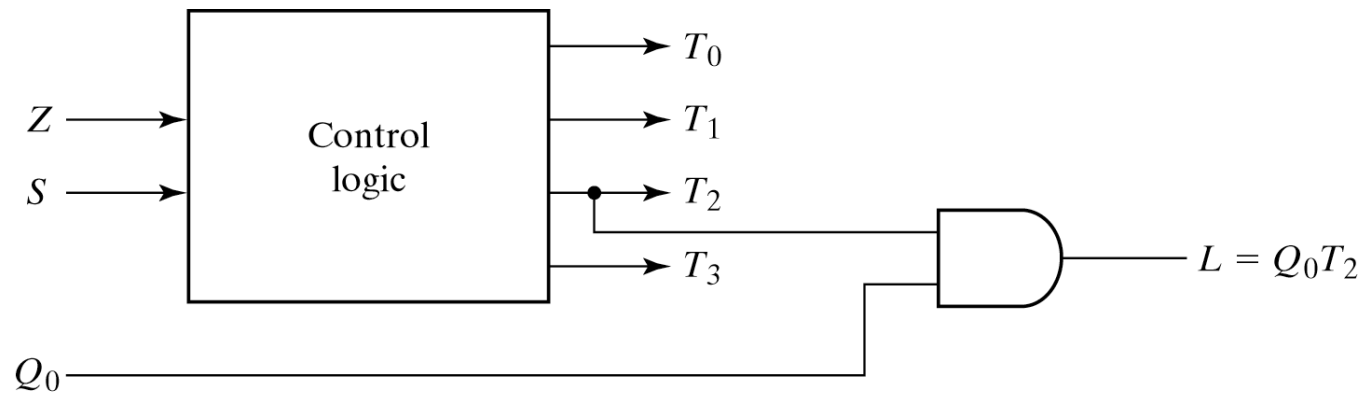 T₀
Z
T₁
Control
logic
S
T₂
T₃
L = Q₀T₂
Q₀